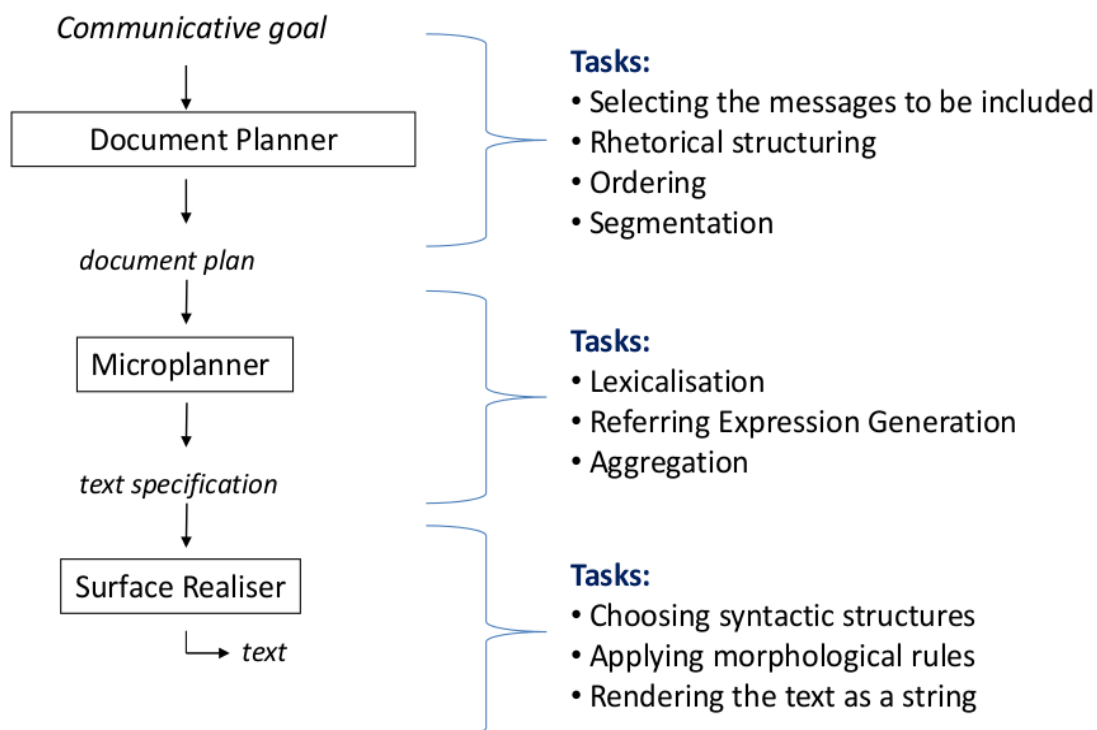 Communicative goal
Document Planner
document plan
Microplanner
text specification
Surface Realiser
text
Tasks:
• Selecting the messages to be included
• Rhetorical structuring
• Ordering
• Segmentation
Tasks:
• Lexicalisation
• Referring Expression Generation
• Aggregation
Tasks:
• Choosing syntactic structures
• Applying morphological rules
• Rendering the text as a string